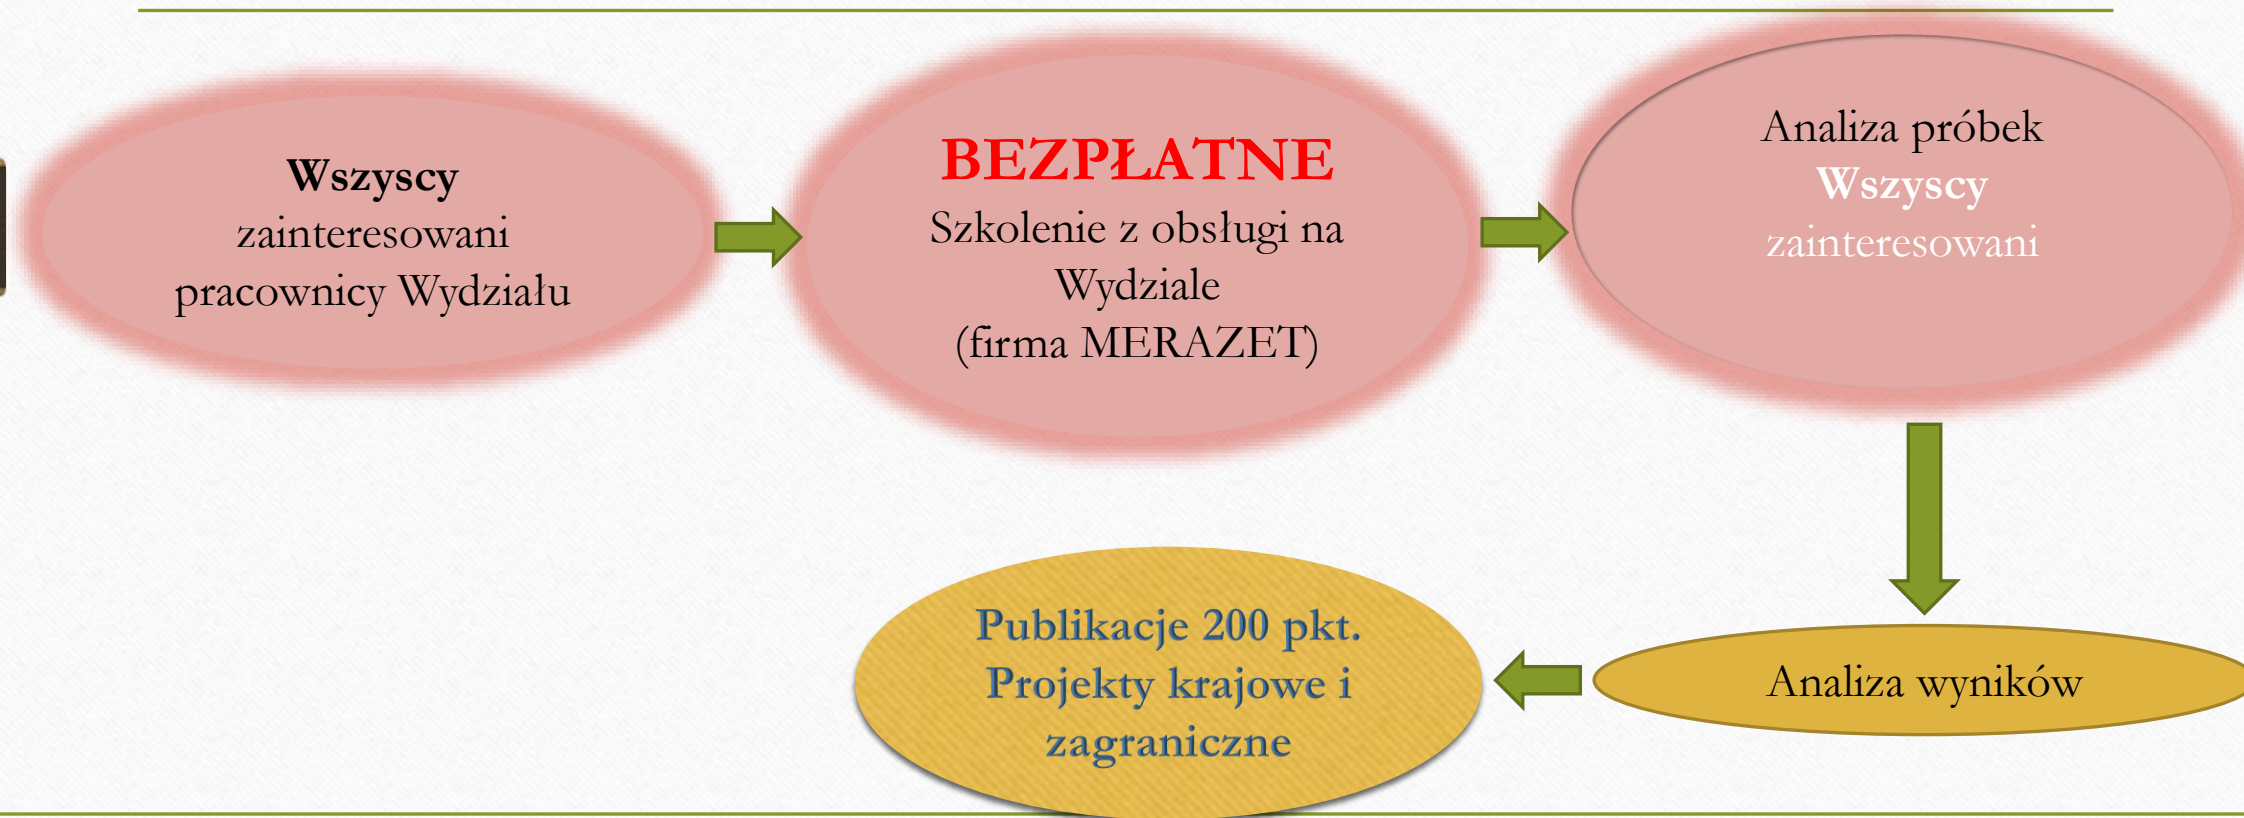 Wszyscy
zainteresowani
pracownicy Wydziału
BEZPŁATNE
Szkolenie z obsługi na
Wydziale
(firma MERAZET)
Analiza próbek
Wszyscy
zainteresowani
Analiza wyników
Publikacje 200 pkt.
Projekty krajowe i
zagraniczne